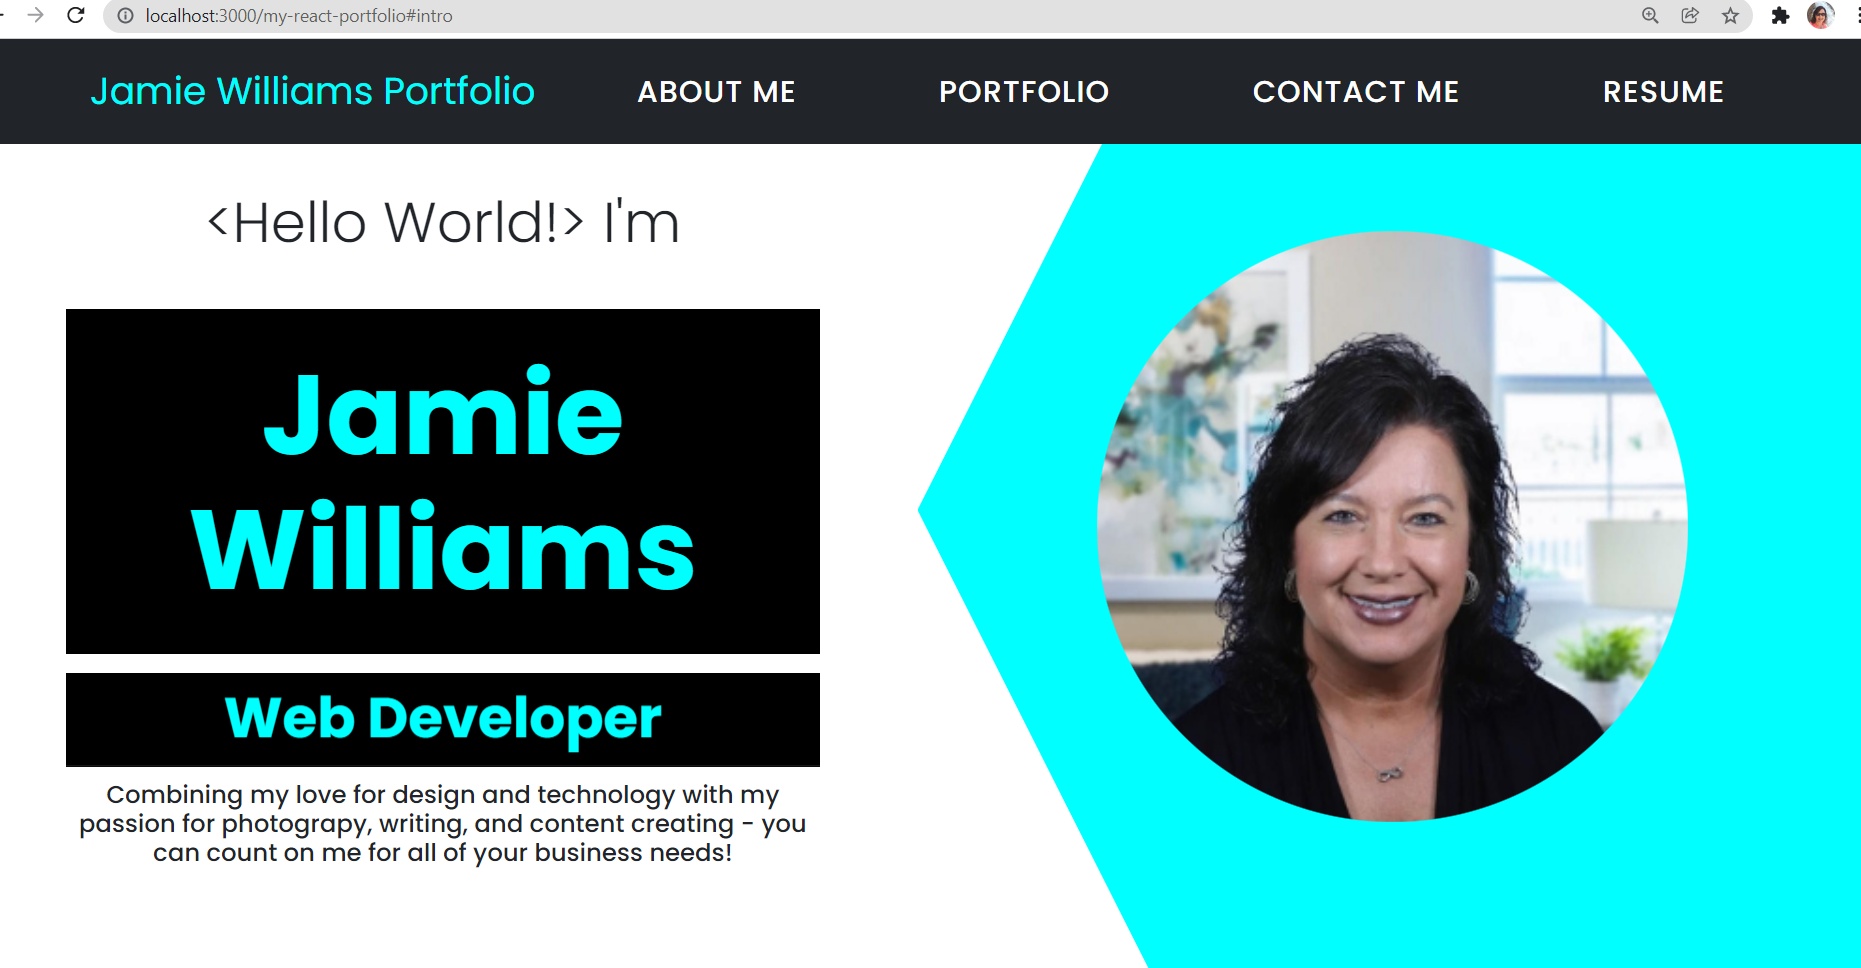 localhost:3000/my-react-portfolio#intro
Jamie Williams Portfolio
ABOUT ME
PORTFOLIO
CONTACT ME
RESUME
<Hello World!> I'm
Jamie
Williams
Web Developer
Combining my love for design and technology with my
passion for photograpy, writing, and content creating - you
can count on me for all of your business needs!